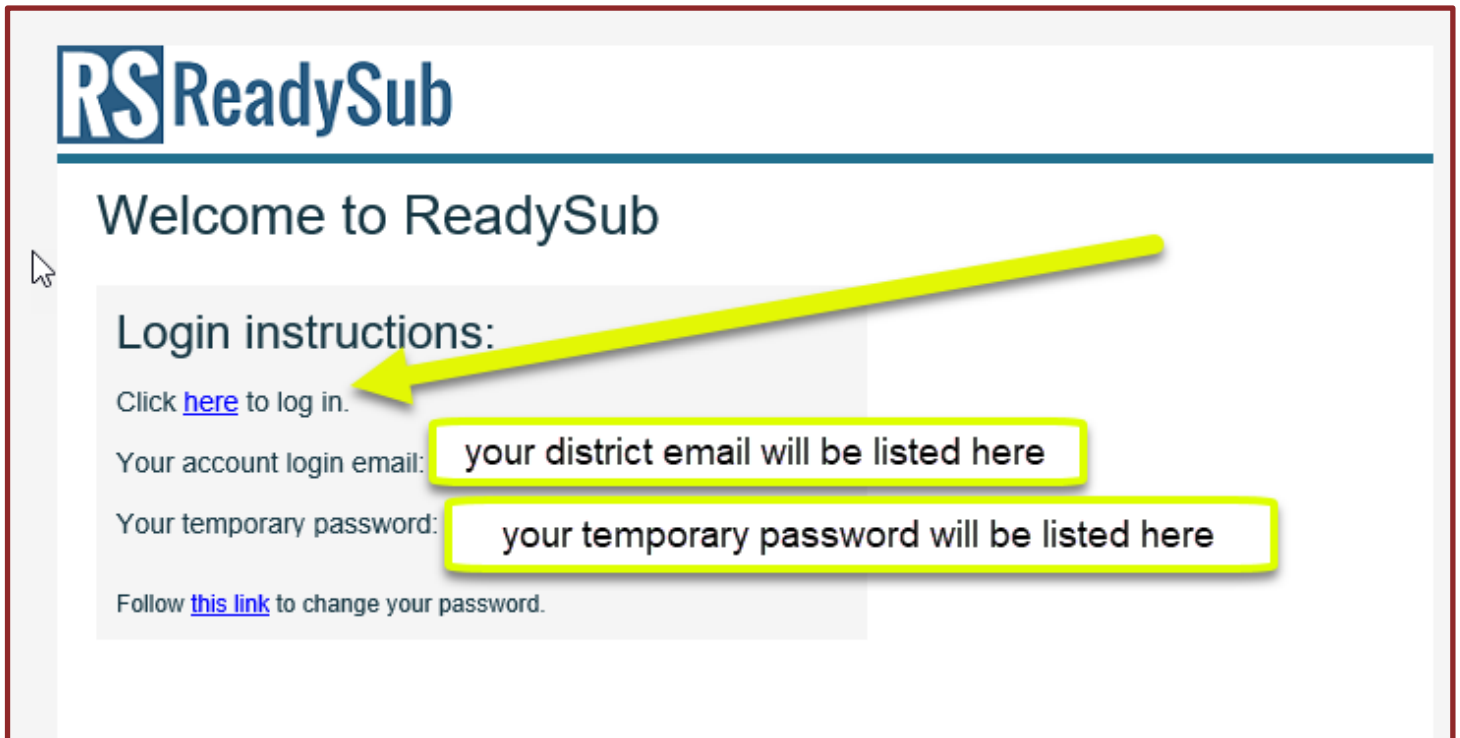 RS ReadySub
Welcome to ReadySub
Login instructions:
Click here to log in.
Your account login email: your district email will be listed here
Your temporary password: your temporary password will be listed here
Follow this link to change your password.